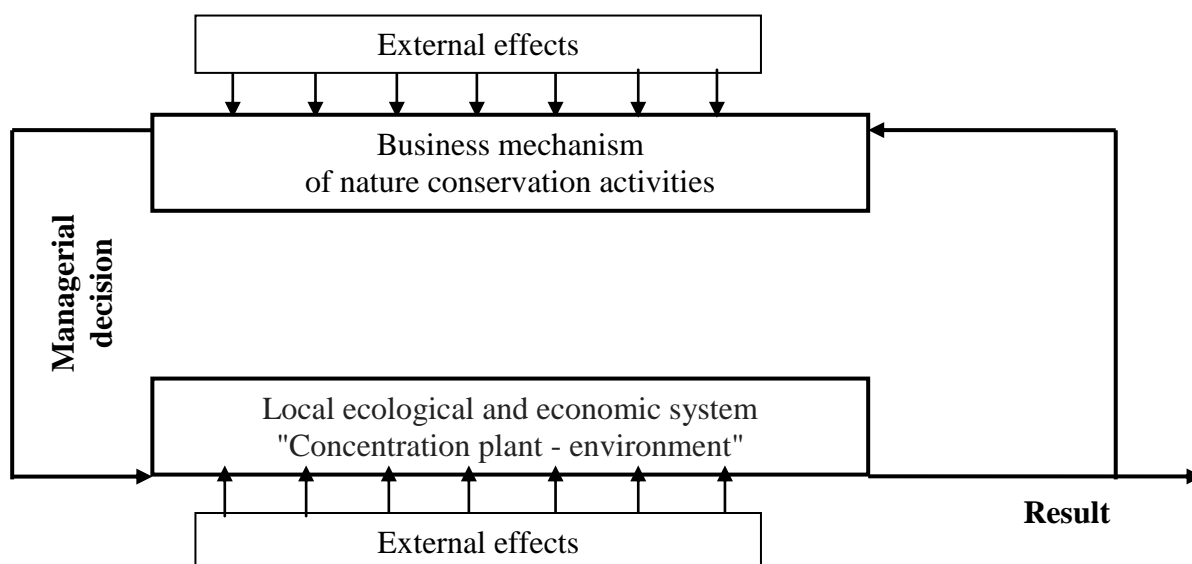 External effects
Business mechanism
of nature conservation activities
Managerial
decision
Local ecological and economic system
"Concentration plant - environment"
Result
External effects